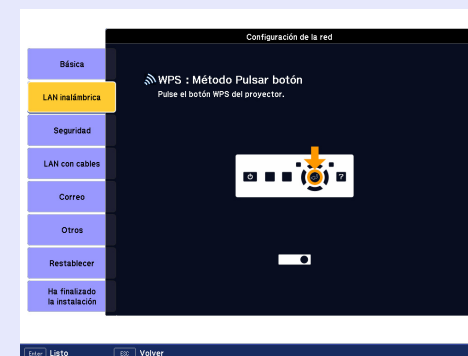 Configuración de la red
Básica
LAN inalámbrica
Seguridad
LAN con cables
Correo
Otros
Restablecer
Ha finalizado
la instalación
WPS : Método Pulsar botón
Pulse el botón WPS del proyector.
?
Enter Listo
ESC Volver